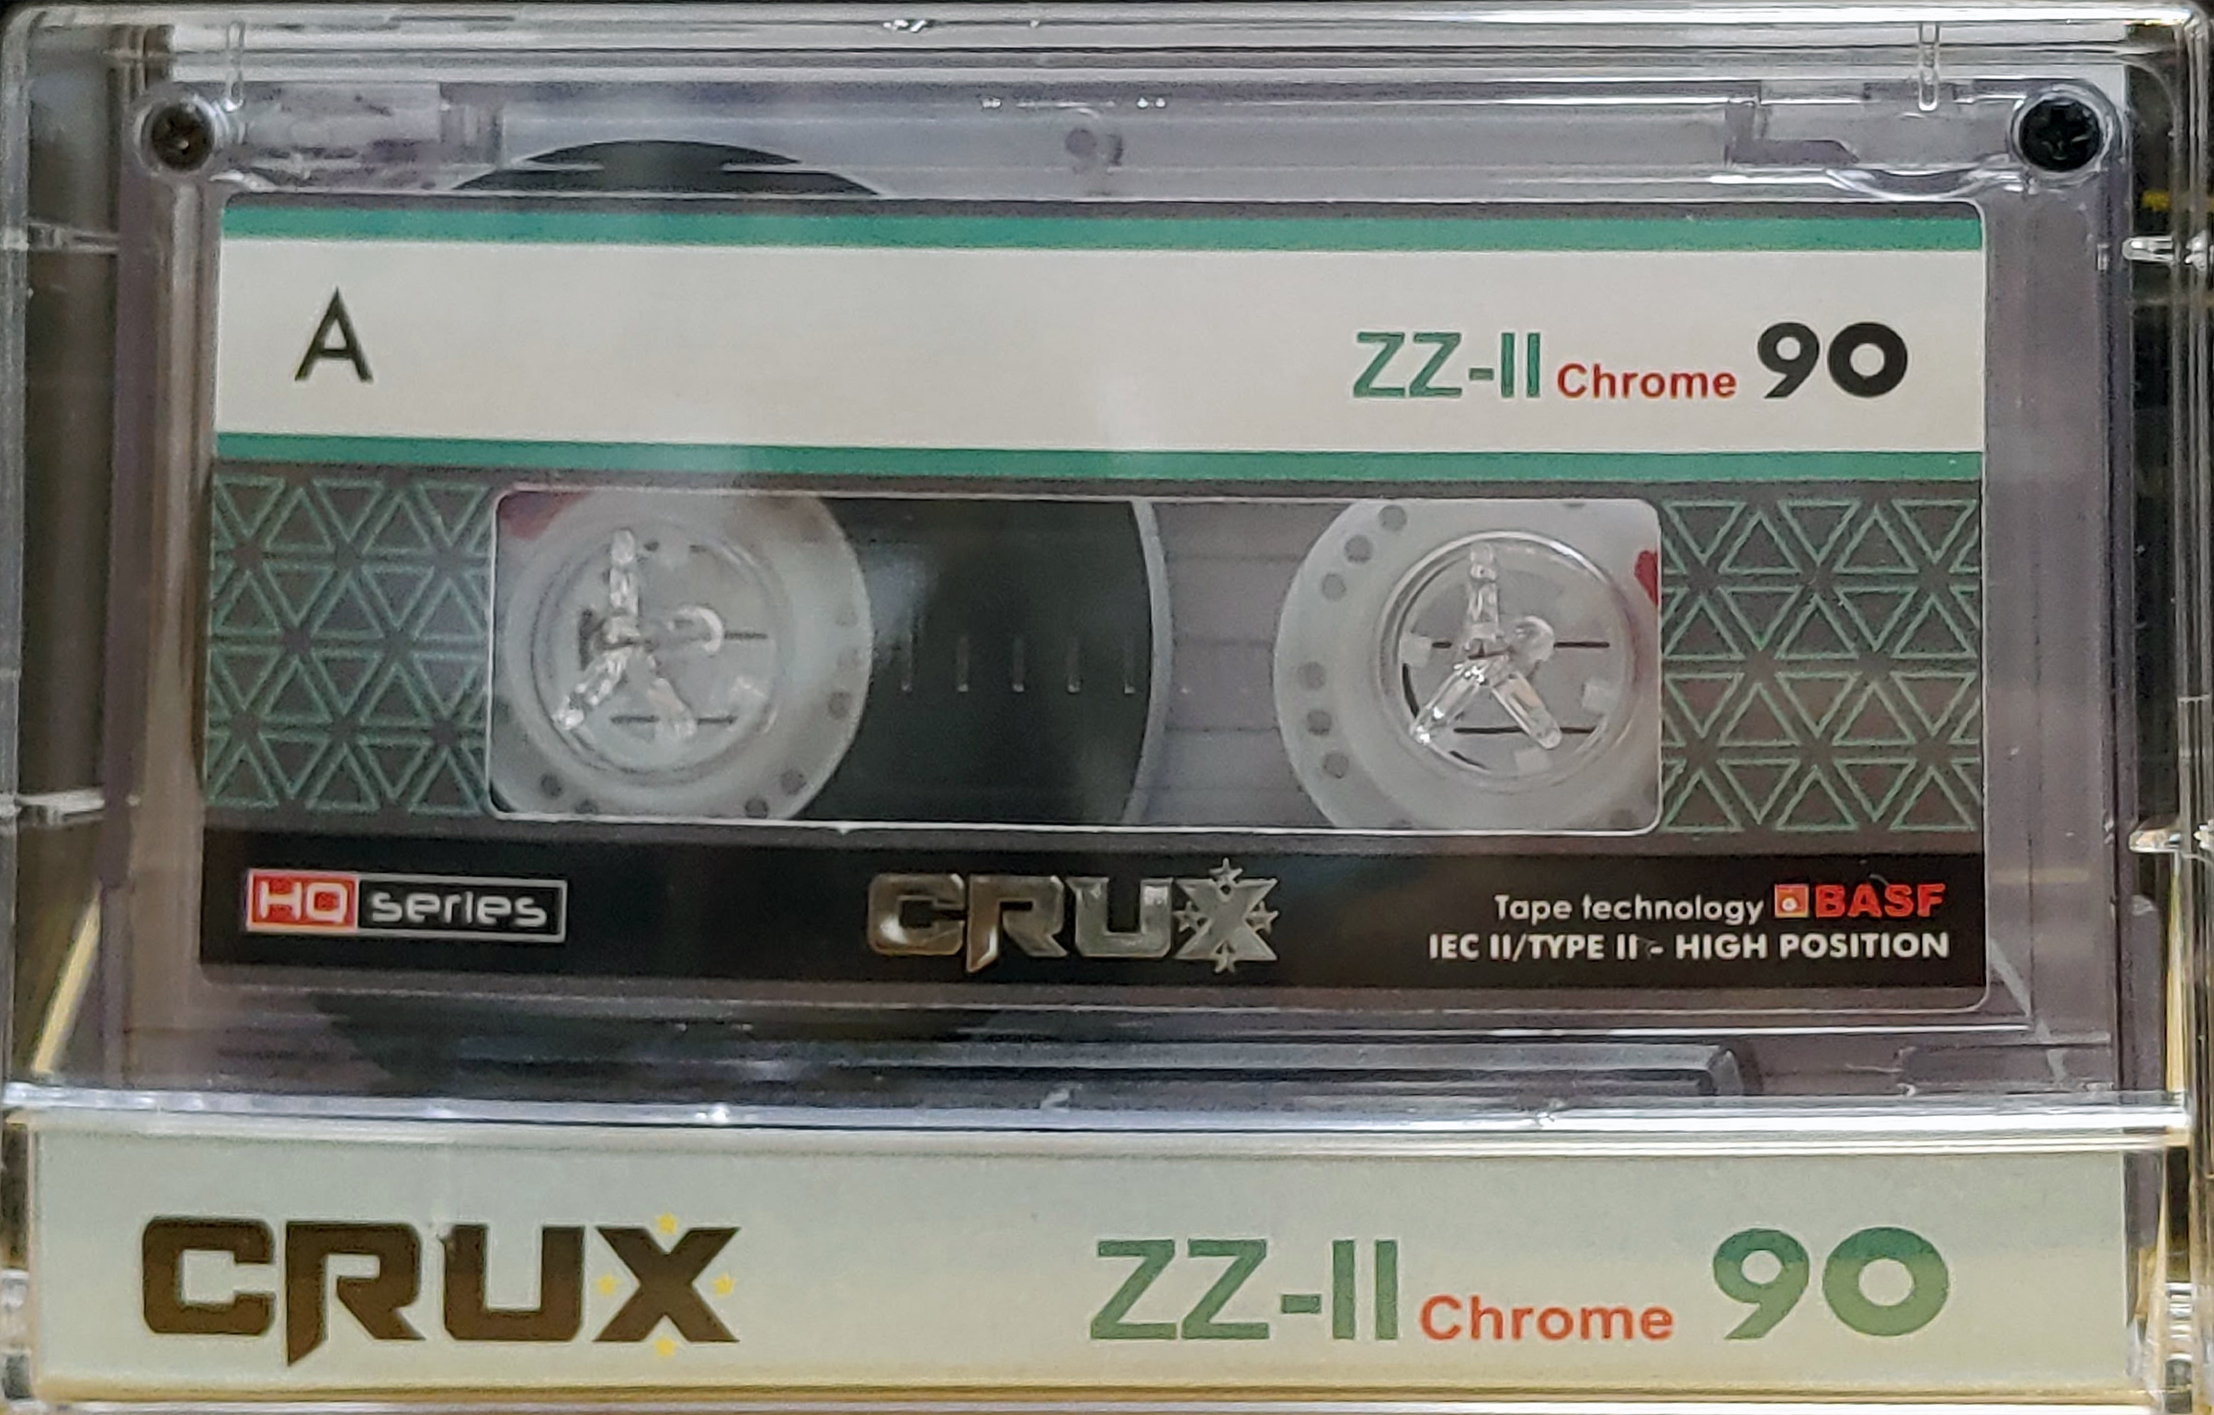 A
ZZ-II Chrome 90
HQ series
CRUX
Tape technology BASF
IEC II/TYPE II - HIGH POSITION
CRUX
ZZ-II Chrome 90